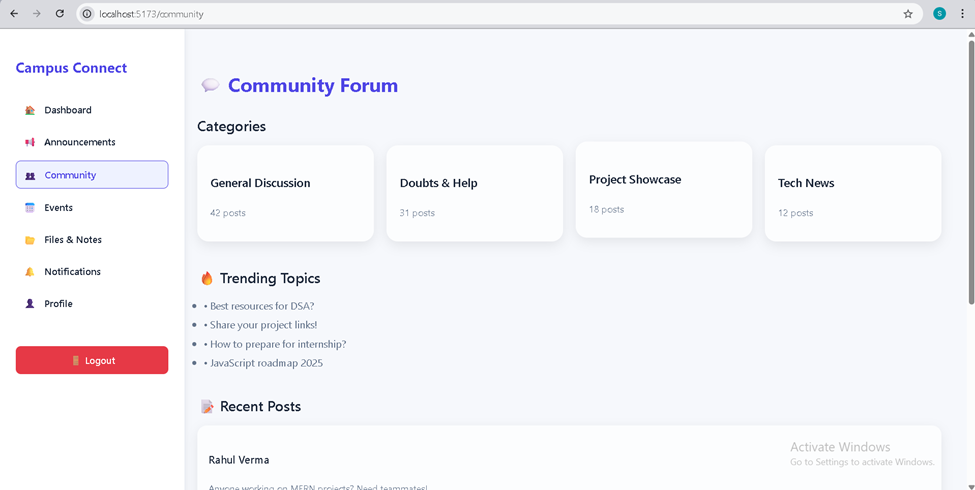 localhost:5173/community
S
Campus Connect
Dashboard
Announcements
Community
Events
Files & Notes
Notifications
Profile
Logout
Community Forum
Categories
General Discussion
42 posts
Doubts & Help
31 posts
Project Showcase
18 posts
Tech News
12 posts
Trending Topics
• • Best resources for DSA?
• • Share your project links!
• • How to prepare for internship?
• • JavaScript roadmap 2025
Recent Posts
Rahul Verma
Anyone working on MERN projects? Need teammates!
Activate Windows
Go to Settings to activate Windows.